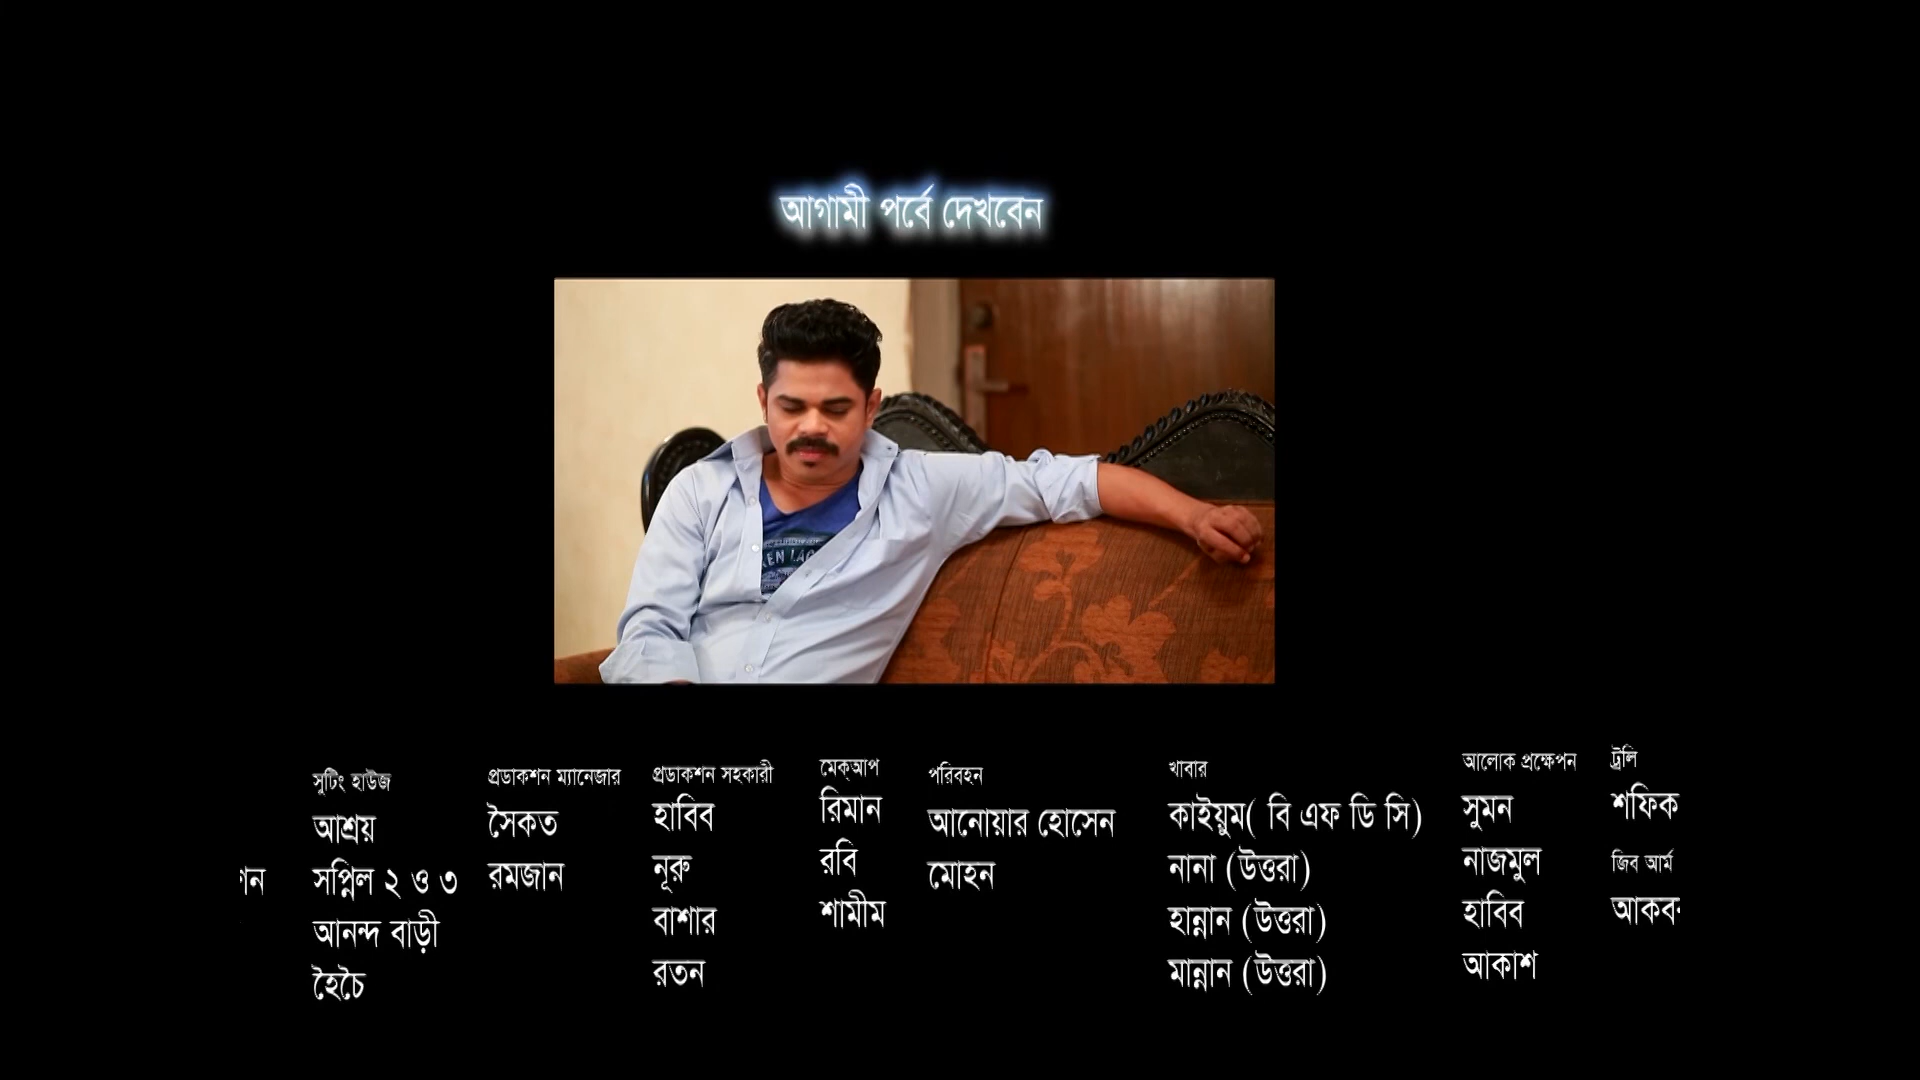 আগামী পর্বে দেখবেন
সুটিং হাউজ
আশ্রয়
সপ্নিল ২ ও ৩
আনন্দ বাড়ী
হৈচৈ
প্রডাকশন ম্যানেজার
সৈকত
রমজান
প্রডাকশন সহকারী
হাবিব
নূরু
বাশার
রতন
মেক্আপ
রিমান
রবি
শামীম
পরিবহন
আনোয়ার হোসেন
মোহন
খাবার
কাইয়ুম( বি এফ ডি সি)
নানা (উত্তরা)
হান্নান (উত্তরা)
মান্নান (উত্তরা)
আলোক প্রক্ষেপন
সুমন
নাজমুল
হাবিব
আকাশ
ট্রলি
শফিক
জিব আর্ম